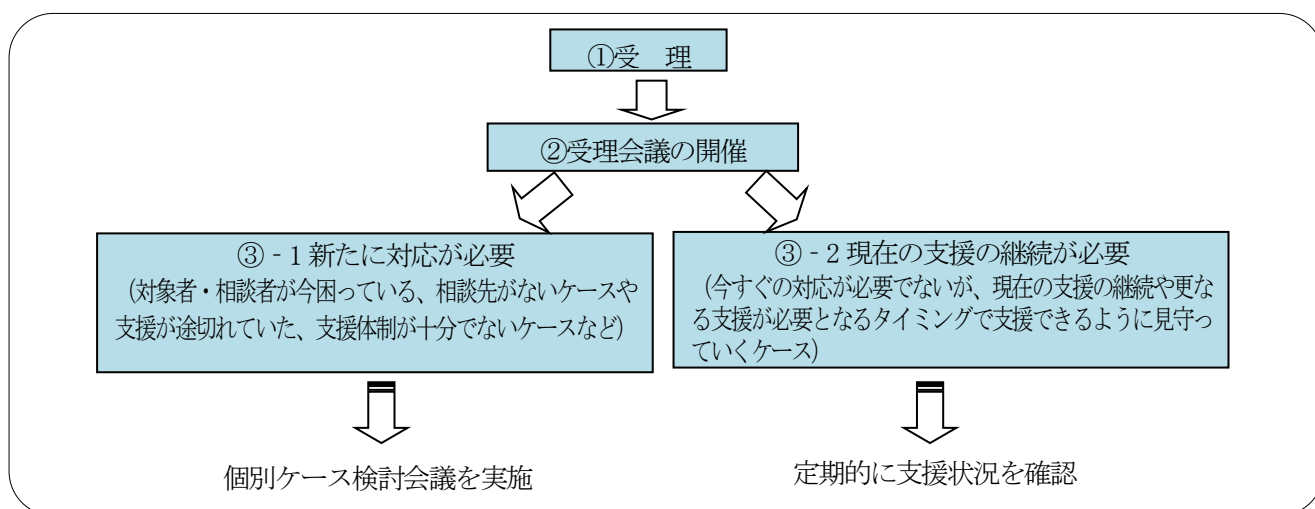 ①受　理
②受理会議の開催
③‐１新たに対応が必要
（対象者・相談者が今困っている、相談先がないケースや
支援が途切れていた、支援体制が十分でないケースなど）
③‐２現在の支援の継続が必要
（今すぐの対応が必要でないが、現在の支援の継続や更な
る支援が必要となるタイミングで支援できるように見守っ
ていくケース）
個別ケース検討会議を実施
定期的に支援状況を確認